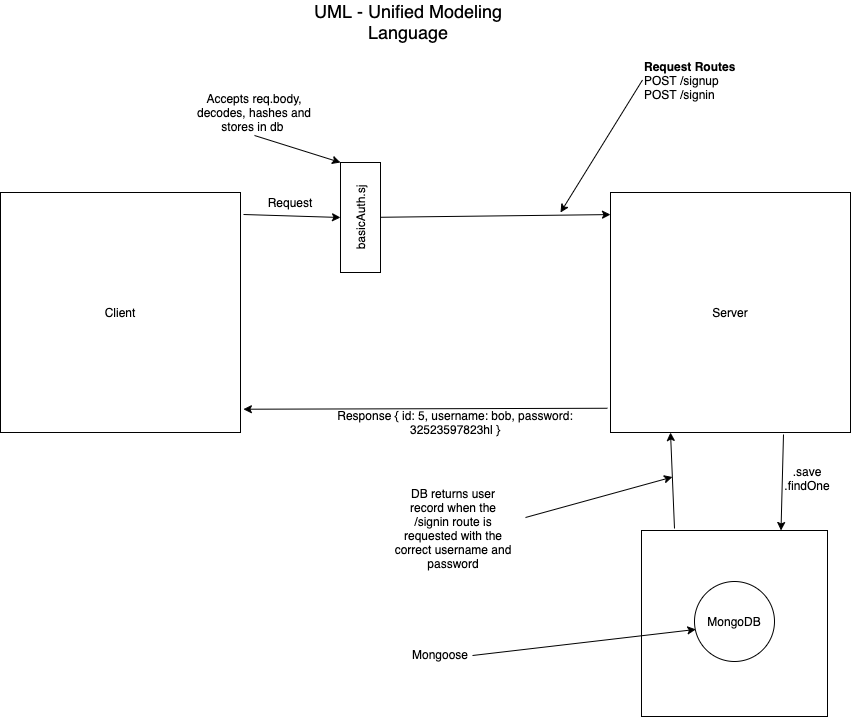 UML - Unified Modeling
Language
Request Routes
POST /signup
POST /signin
Accepts req.body,
decodes, hashes and
stores in db
Request
basicAuth.sj
Client
Server
Response { id: 5, username: bob, password:
32523597823hl }
.save
.findOne
DB returns user
record when the
/signin route is
requested with the
correct username and
password
MongoDB
Mongoose